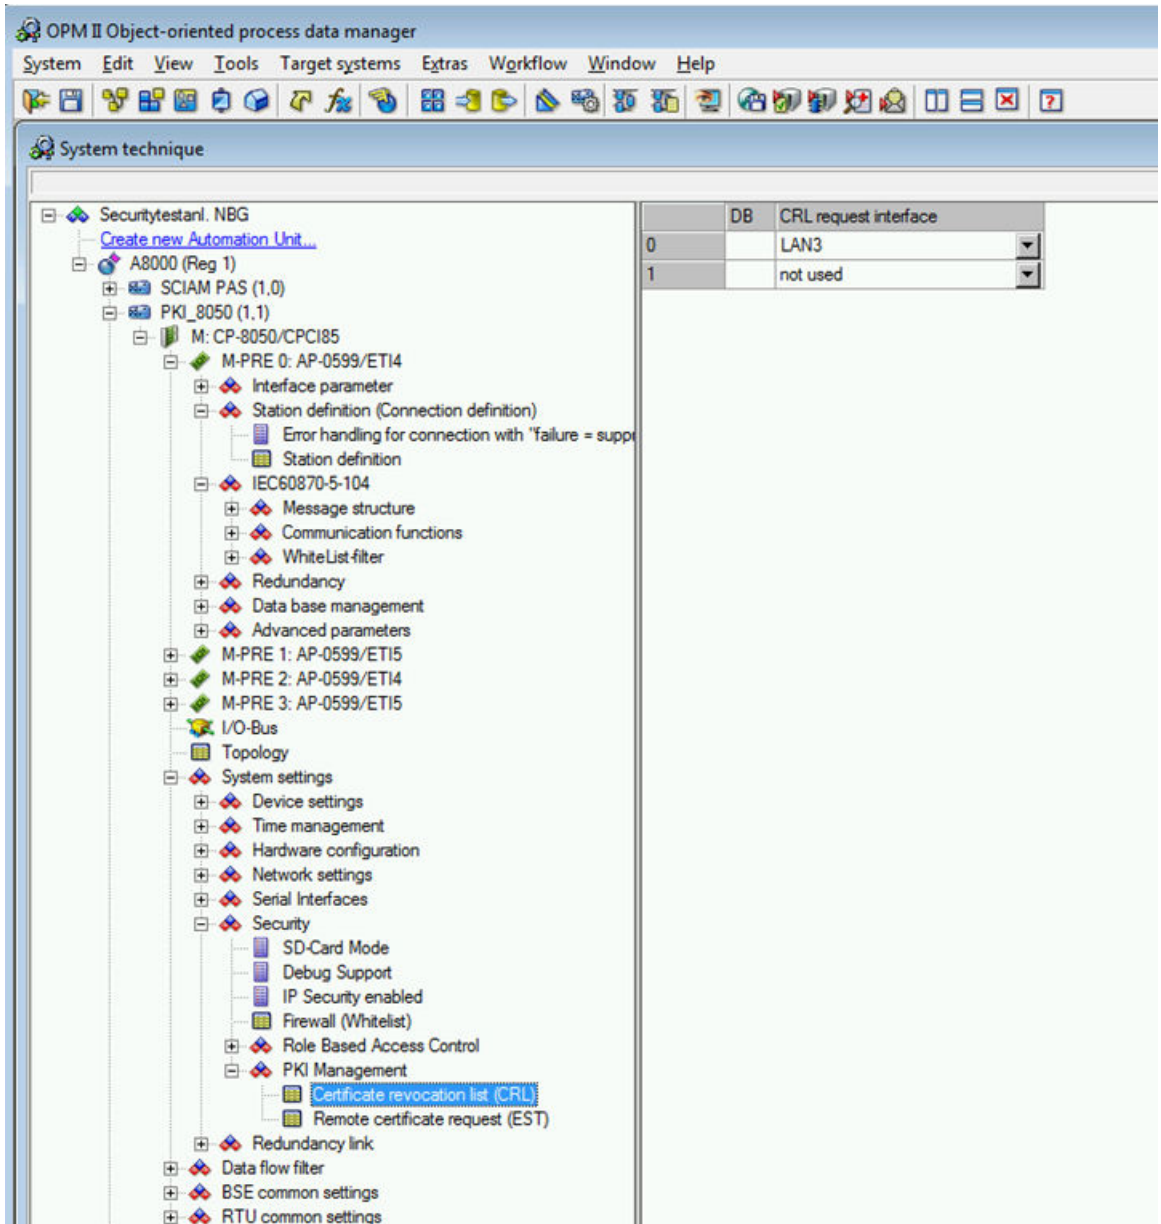 OPM II Object-oriented process data manager
System Edit View Tools Target systems Extras Workflow Window Help
System technique
Securitytestanl. NBG
Create new Automation Unit...
A8000 (Reg 1)
SCIAM PAS (1,0)
PKI_8050 (1,1)
M: CP-8050/CPCI85
M-PRE 0: AP-0599/ETI4
Interface parameter
Station definition (Connection definition)
Error handling for connection with "failure = suppr
Station definition
IEC60870-5-104
Message structure
Communication functions
WhiteList-filter
Redundancy
Data base management
Advanced parameters
M-PRE 1: AP-0599/ETI5
M-PRE 2: AP-0599/ETI4
M-PRE 3: AP-0599/ETI5
I/O-Bus
Topology
System settings
Device settings
Time management
Hardware configuration
Network settings
Serial Interfaces
Security
SD-Card Mode
Debug Support
IP Security enabled
Firewall (Whitelist)
Role Based Access Control
PKI Management
Certificate revocation list (CRL)
Remote certificate request (EST)
Redundancy link
Data flow filter
BSE common settings
RTU common settings
DB CRL request interface
0 LAN3
1 not used